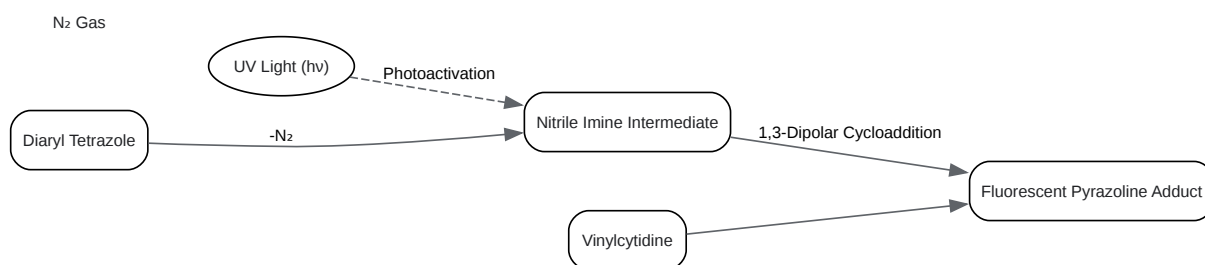 N₂ Gas
UV Light (hν)
Photoactivation
Diaryl Tetrazole
-N₂
Nitrile Imine Intermediate
1,3-Dipolar Cycloaddition
Fluorescent Pyrazoline Adduct
Vinylcytidine